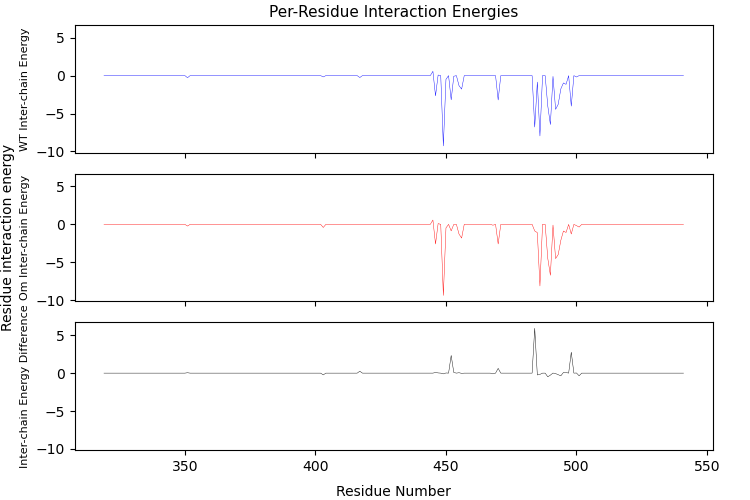 Per-Residue Interaction Energies
Residue interaction energy
WT Inter-chain Energy
5
0
−5
−10
Om Inter-chain Energy
5
0
−5
−10
Inter-chain Energy Difference
5
0
−5
−10
350
400
450
500
550
Residue Number